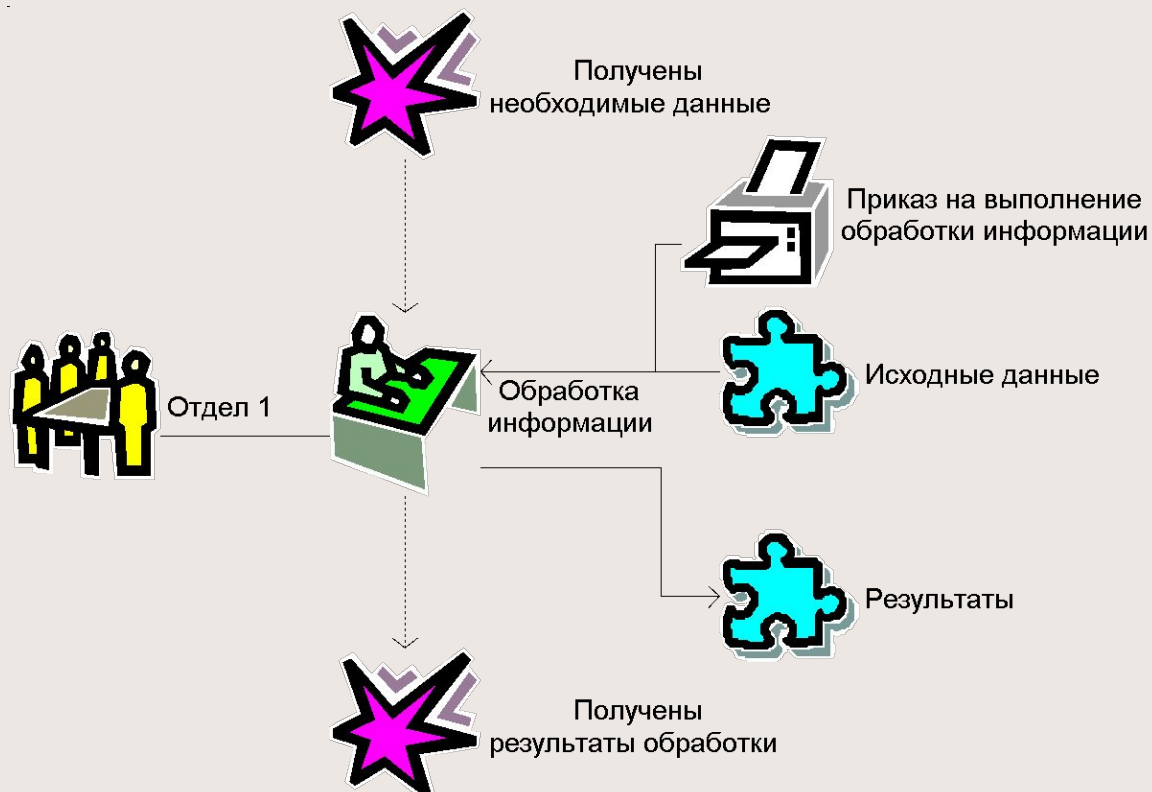 Получены
необходимые данные
Приказ на выполнение
обработки информации
Исходные данные
Отдел 1
Обработка
информации
Результаты
Получены
результаты обработки